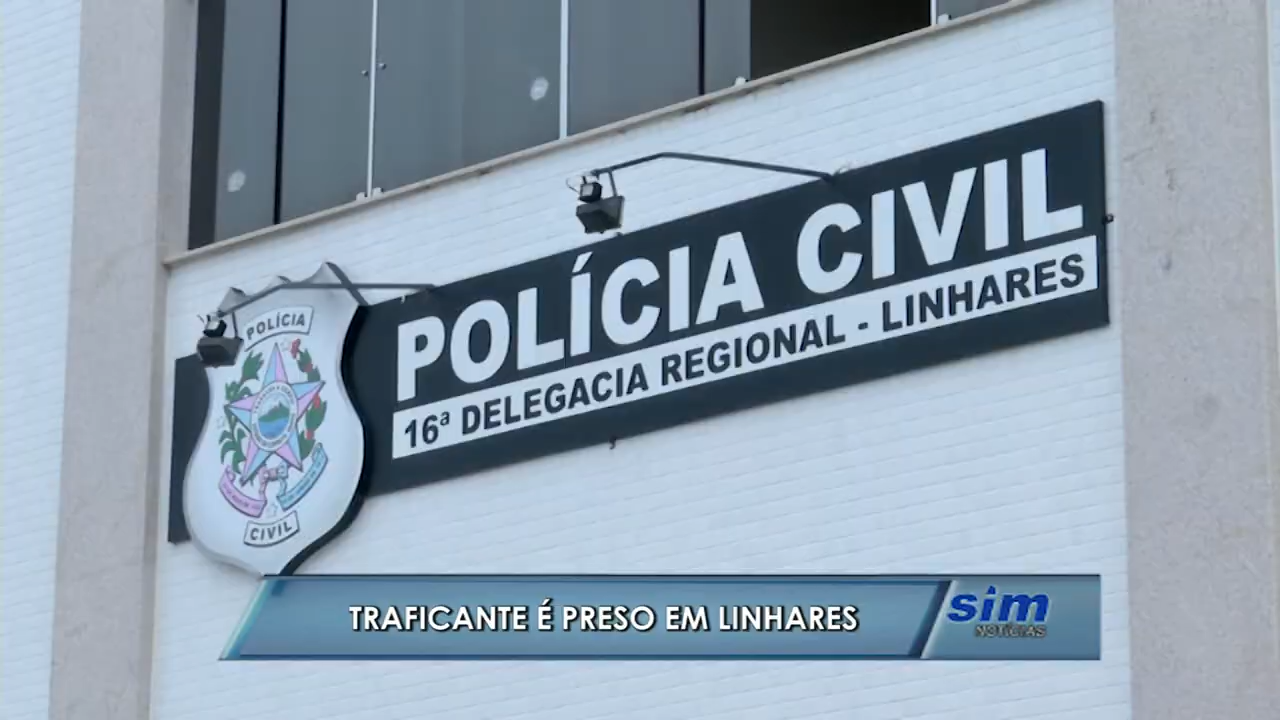 POLÍCIA CIVIL
16ª DELEGACIA REGIONAL - LINHARES
POLÍCIA
CIVIL
TRAFICANTE É PRESO EM LINHARES
sim
NOTÍCIAS